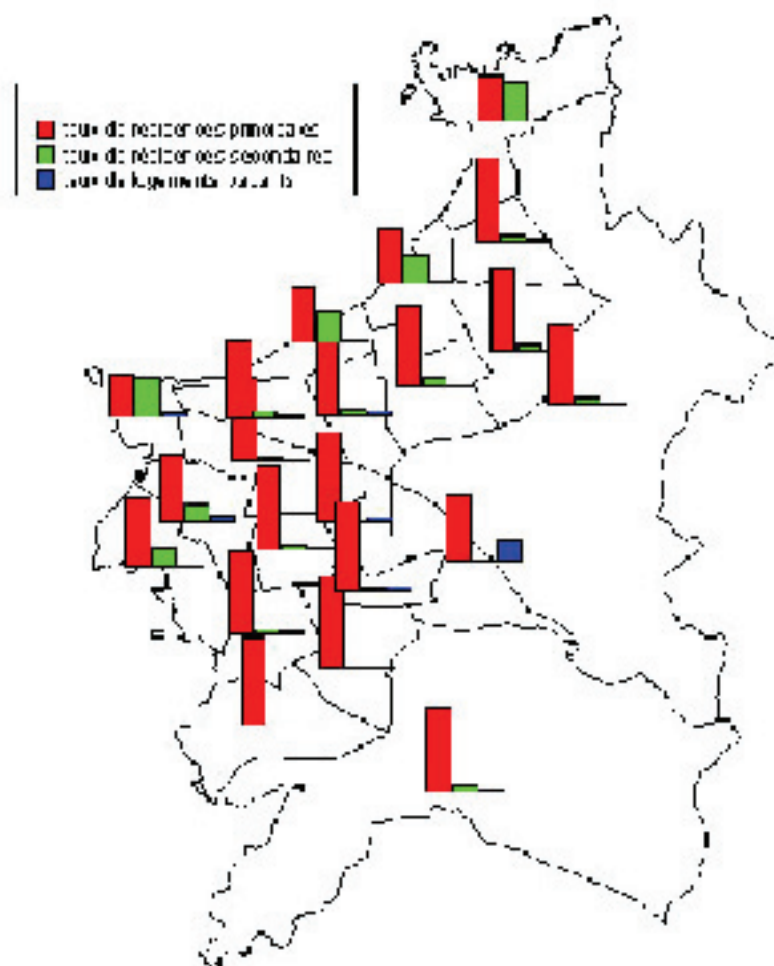 taux de résidences principales
taux de résidences secondaires
taux de logements vacants